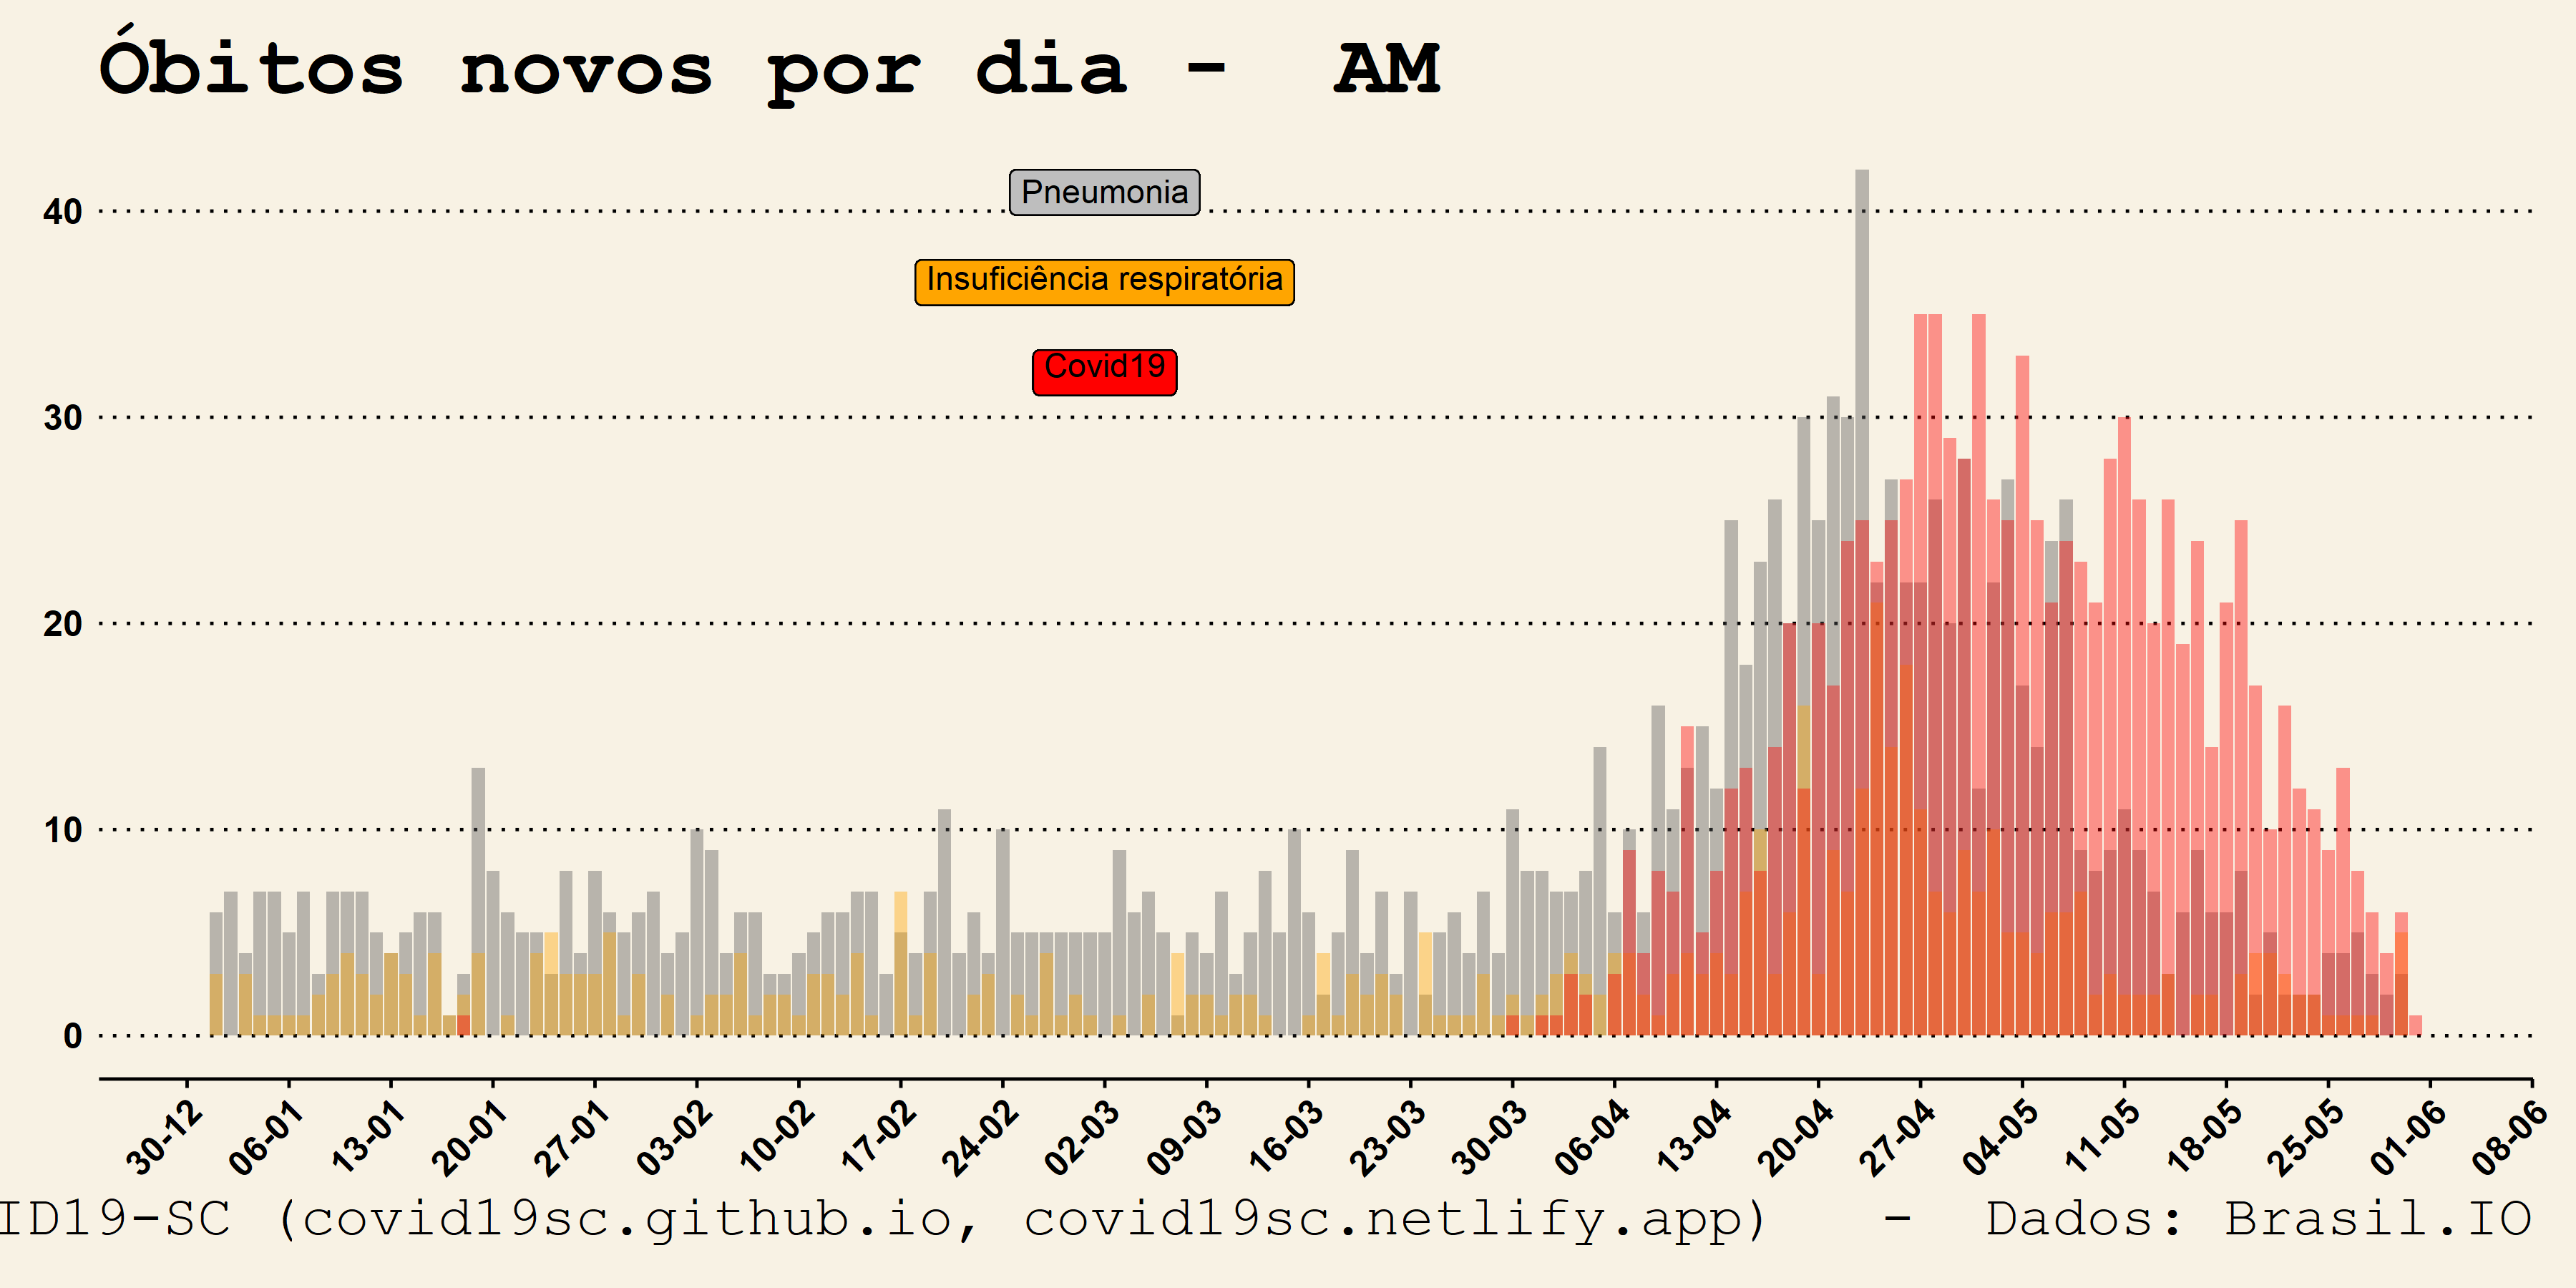 Óbitos novos por dia - AM
Pneumonia
Insuficiência respiratória
Covid19
40
30
20
10
0
30-12 06-01 13-01 20-01 27-01 03-02 10-02 17-02 24-02 02-03 09-03 16-03 23-03 30-03 06-04 13-04 20-04 27-04 04-05 11-05 18-05 25-05 01-06 08-06
ID19-SC (covid19sc.github.io, covid19sc.netlify.app) - Dados: Brasil.IO